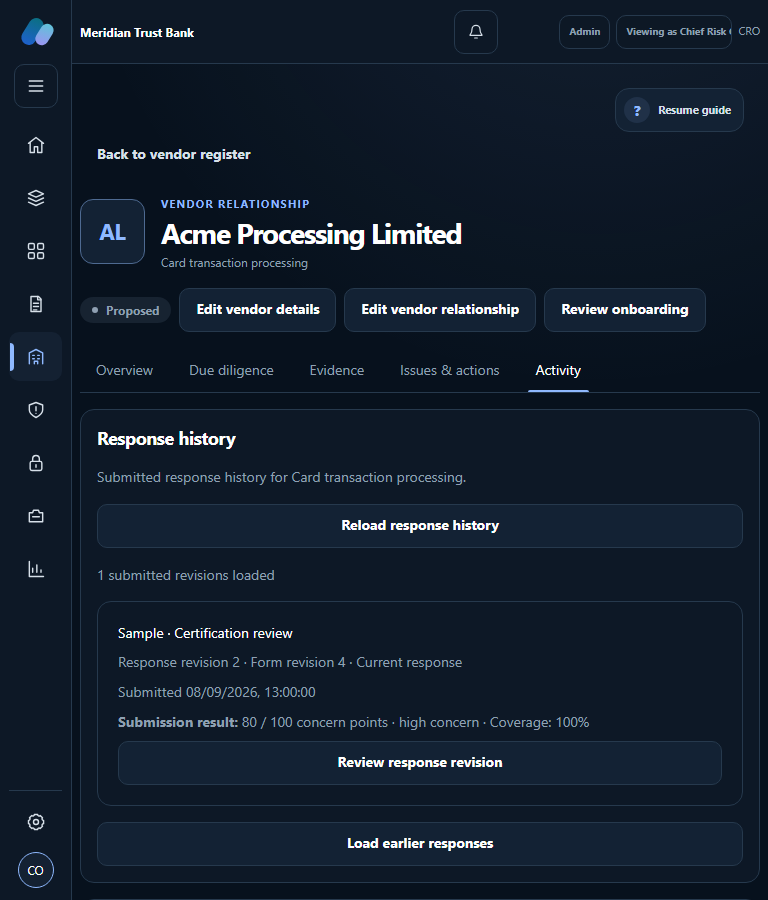 Meridian Trust Bank
Admin
Viewing as Chief Risk
CRO
? Resume guide
Back to vendor register
AL
VENDOR RELATIONSHIP
Acme Processing Limited
Card transaction processing
Proposed
Edit vendor details
Edit vendor relationship
Review onboarding
Overview
Due diligence
Evidence
Issues & actions
Activity
Response history
Submitted response history for Card transaction processing.
Reload response history
1 submitted revisions loaded
Sample · Certification review
Response revision 2 · Form revision 4 · Current response
Submitted 08/09/2026, 13:00:00
Submission result: 80 / 100 concern points · high concern · Coverage: 100%
Review response revision
Load earlier responses
CO